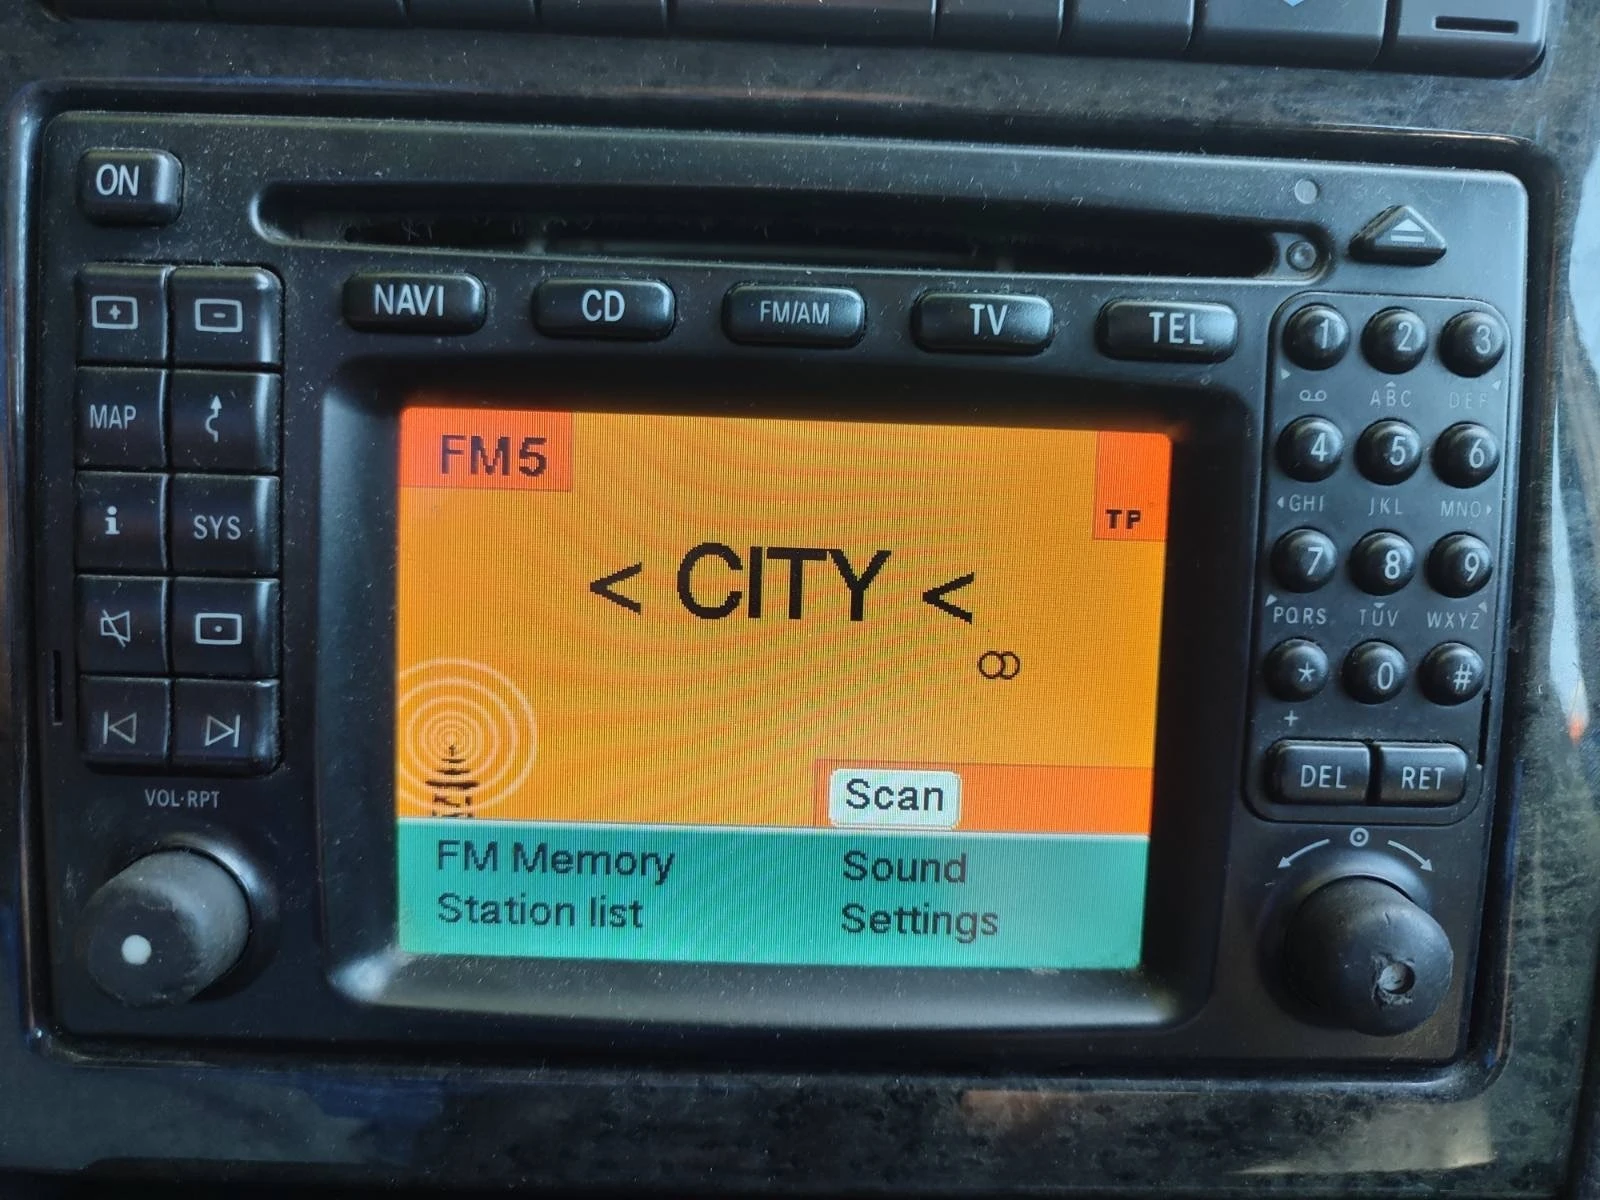 ON
NAVI CD FM/AM TV TEL
MAP
i SYS
VOL·RPT
FM5
TP
< CITY <
Scan
FM Memory Sound
Station list Settings
1 2 3
ABC DEF
4 5 6
GHI JKL MNO
7 8 9
PQRS TUV WXYZ
* 0 #
+
DEL RET